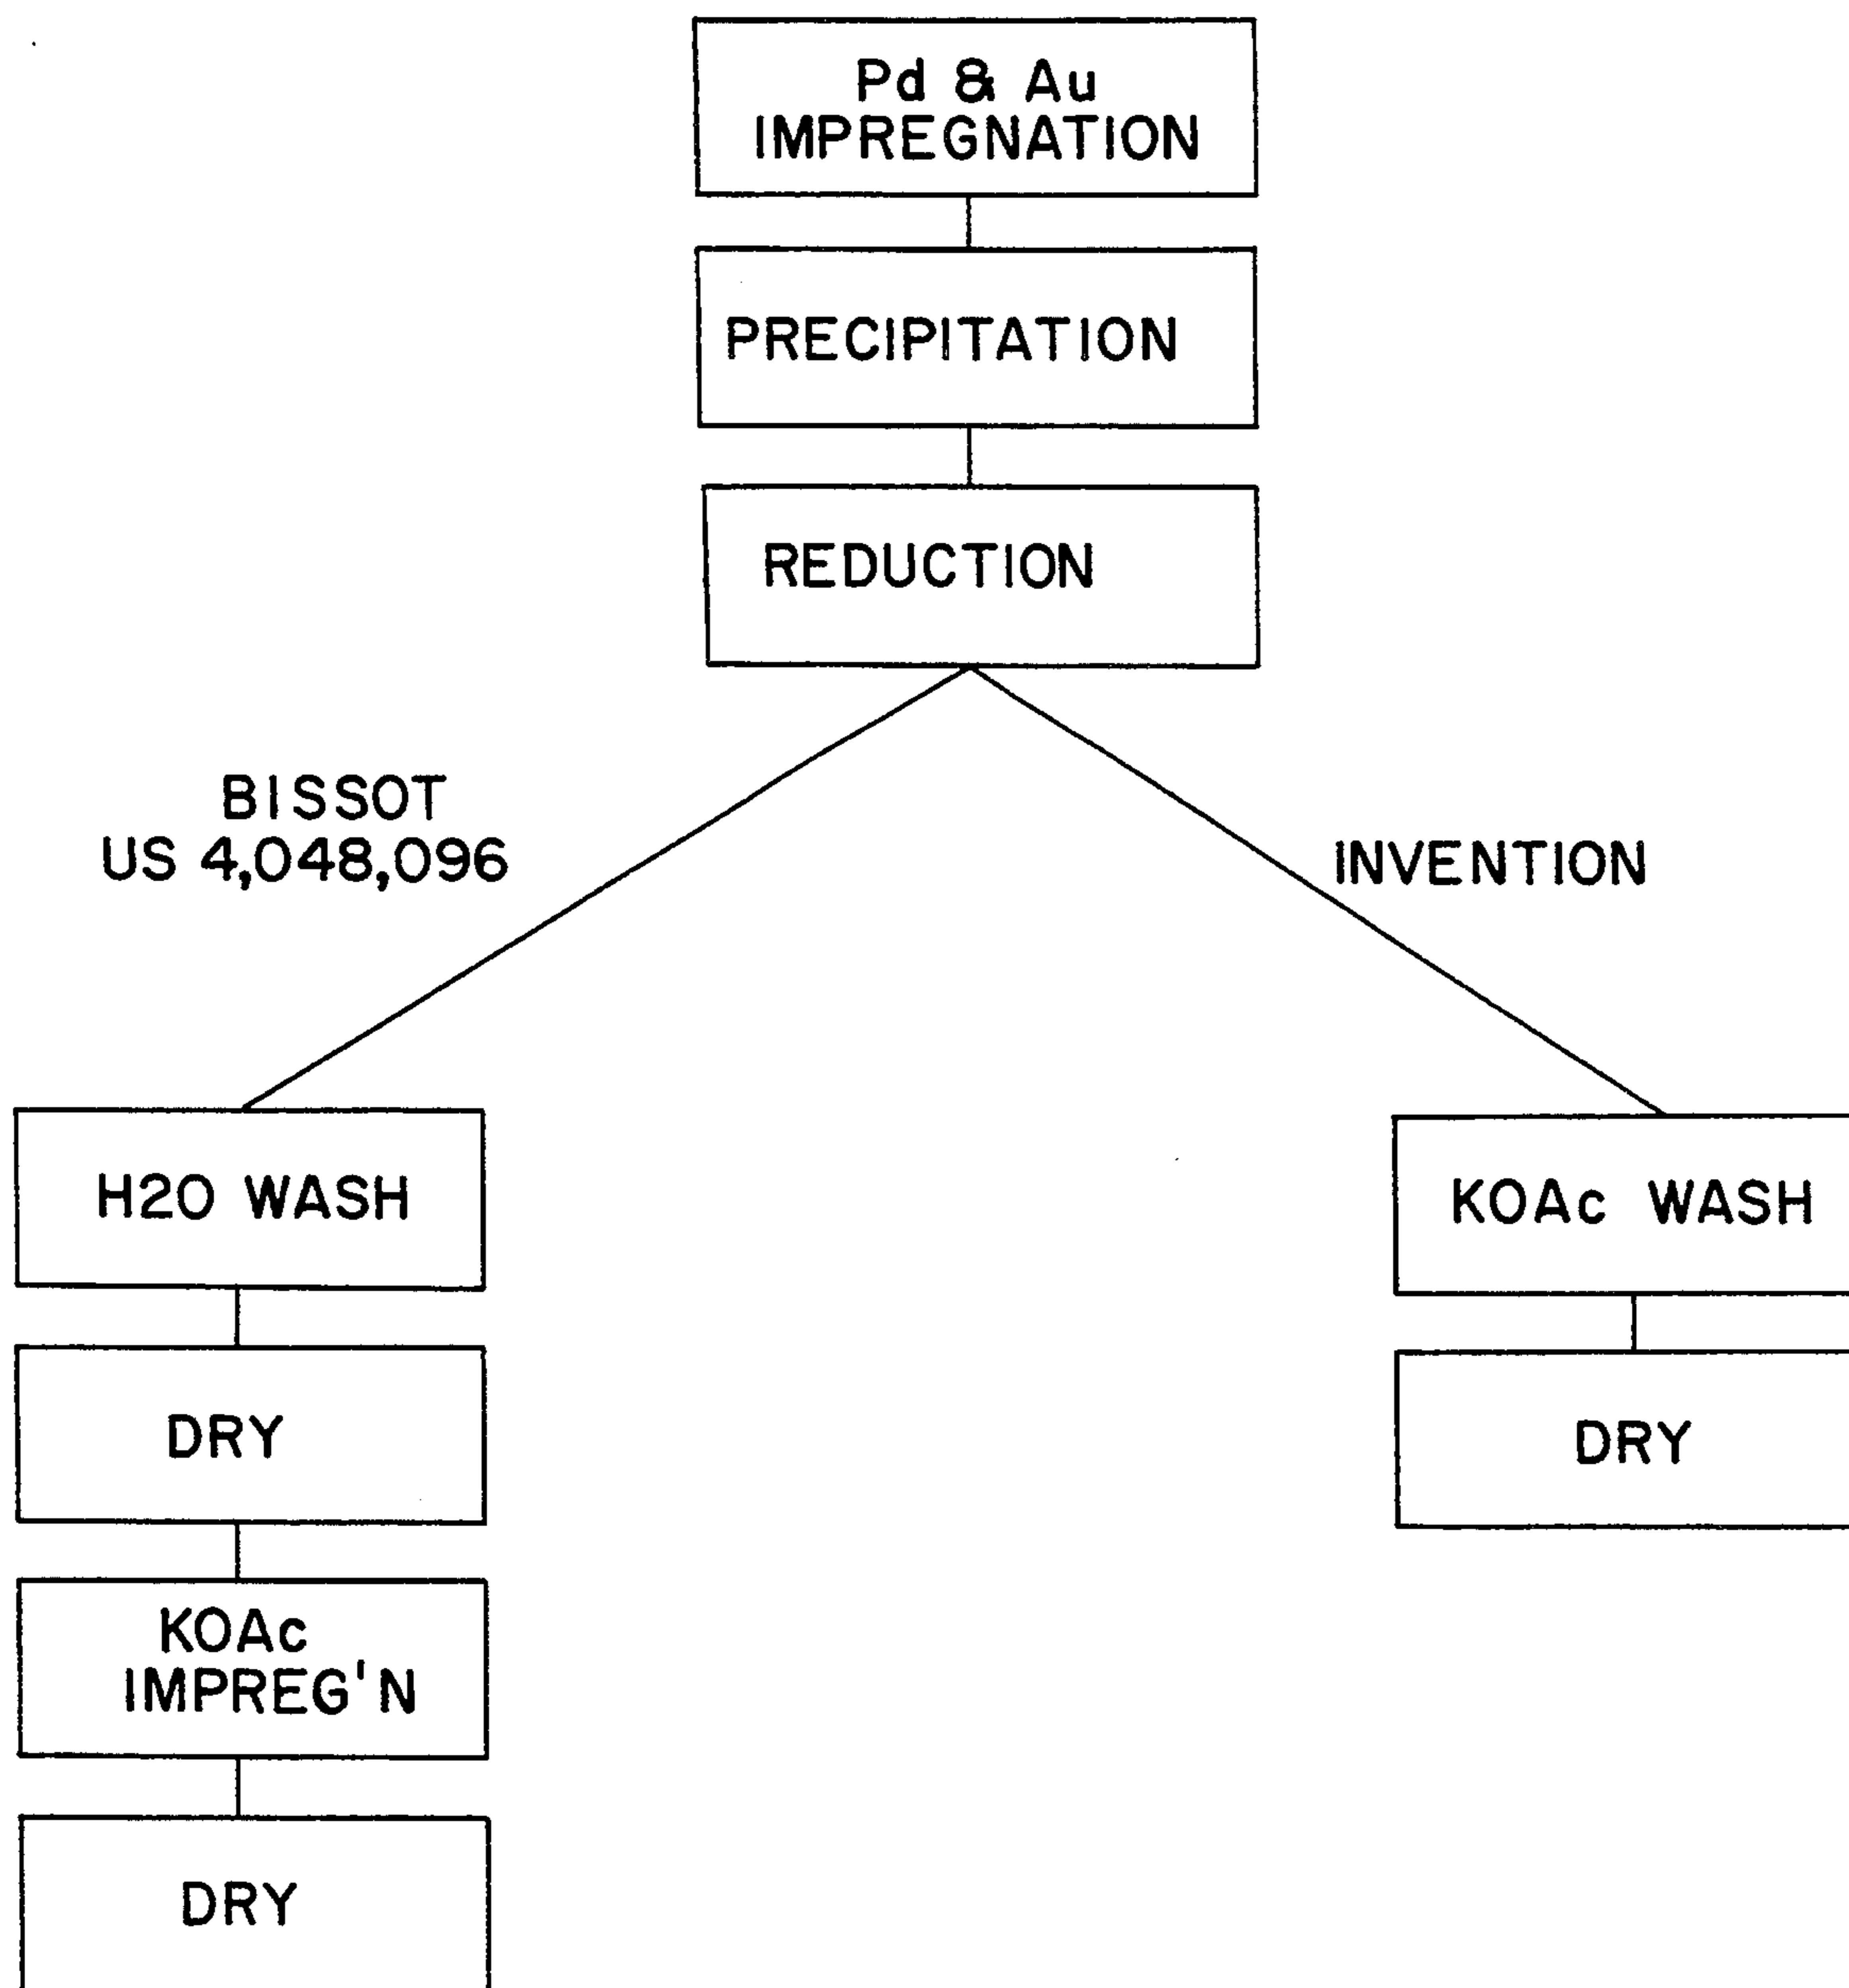 Pd & Au
IMPREGNATION
PRECIPITATION
REDUCTION
BISSOT
US 4,048,096
INVENTION
H2O WASH
KOAc WASH
DRY
DRY
KOAc
IMPREG'N
DRY